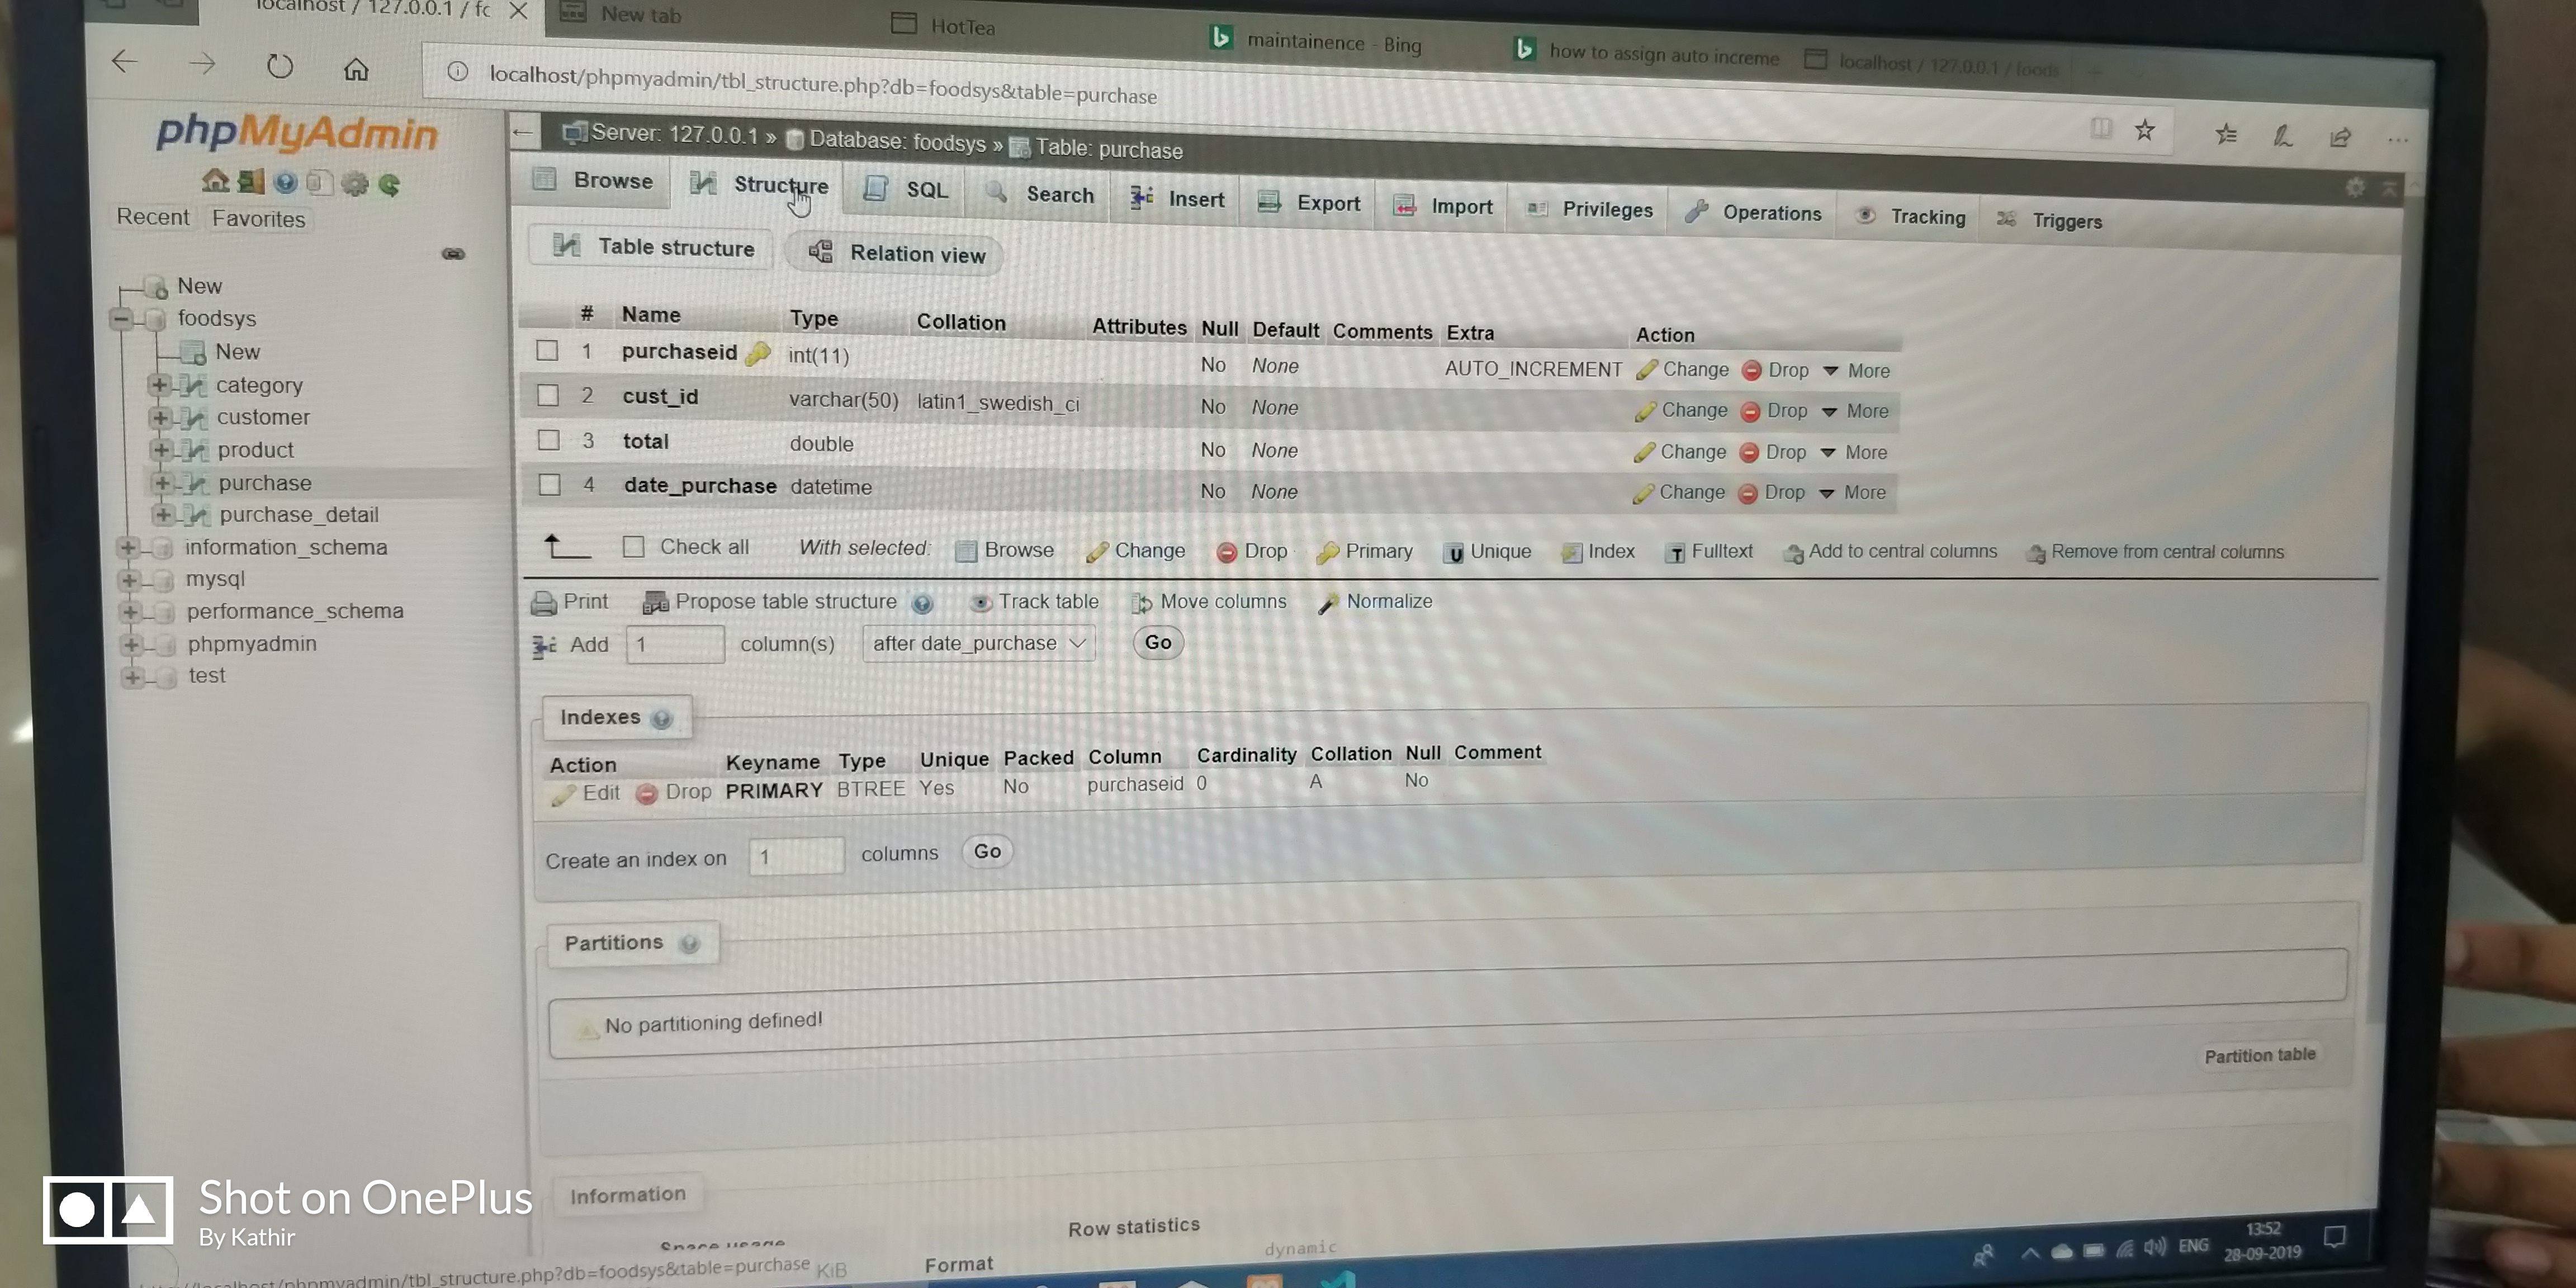 localhost / 127.0.0.1 / fc
New tab
HotTea
maintainence - Bing
how to assign auto increme
localhost / 127.0.0.1 / foods
localhost/phpmyadmin/tbl_structure.php?db=foodsys&table=purchase
phpMyAdmin
Recent Favorites
New
foodsys
New
category
customer
product
purchase
purchase_detail
information_schema
mysql
performance_schema
phpmyadmin
test
Server: 127.0.0.1 » Database: foodsys » Table: purchase
Browse Structure SQL Search Insert Export Import Privileges Operations Tracking Triggers
Table structure Relation view
# Name Type Collation Attributes Null Default Comments Extra Action
1 purchaseid int(11) No None AUTO_INCREMENT Change Drop More
2 cust_id varchar(50) latin1_swedish_ci No None Change Drop More
3 total double No None Change Drop More
4 date_purchase datetime No None Change Drop More
Check all With selected: Browse Change Drop Primary Unique Index Fulltext Add to central columns Remove from central columns
Print Propose table structure Track table Move columns Normalize
Add 1 column(s) after date_purchase Go
Indexes
Action Keyname Type Unique Packed Column Cardinality Collation Null Comment
Edit Drop PRIMARY BTREE Yes No purchaseid 0 A No
Create an index on 1 columns Go
Partitions
No partitioning defined!
Partition table
Information
Space usage
Row statistics
Format dynamic
localhost/phpmyadmin/tbl_structure.php?db=foodsys&table=purchase KiB
ENG
13:52
28-09-2019
Shot on OnePlus
By Kathir